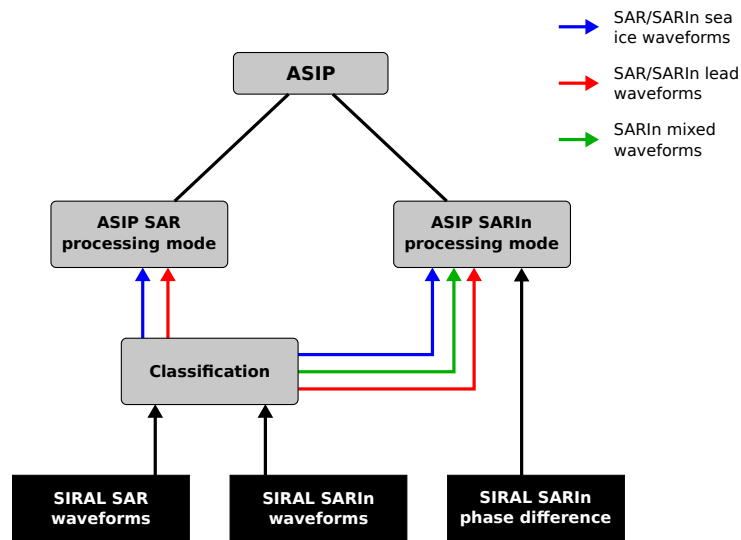 SAR/SARIn sea
ice waveforms
ASIP
SAR/SARIn lead
waveforms
SARIn mixed
waveforms
ASIP SAR
processing mode
ASIP SARIn
processing mode
Classification
SIRAL SAR
waveforms
SIRAL SARIn
waveforms
SIRAL SARIn
phase difference